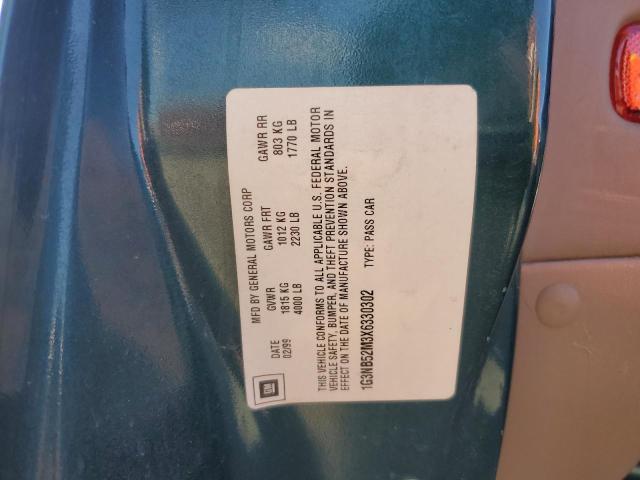 MFD BY GENERAL MOTORS CORP
DATE GVWR GAWR FRT GAWR RR
02/99 1815 KG 1012 KG 803 KG
4000 LB 2230 LB 1770 LB
THIS VEHICLE CONFORMS TO ALL APPLICABLE U.S. FEDERAL MOTOR
VEHICLE SAFETY, BUMPER, AND THEFT PREVENTION STANDARDS IN
EFFECT ON THE DATE OF MANUFACTURE SHOWN ABOVE.
1G3NB52M3X6330302 TYPE: PASS CAR
GM